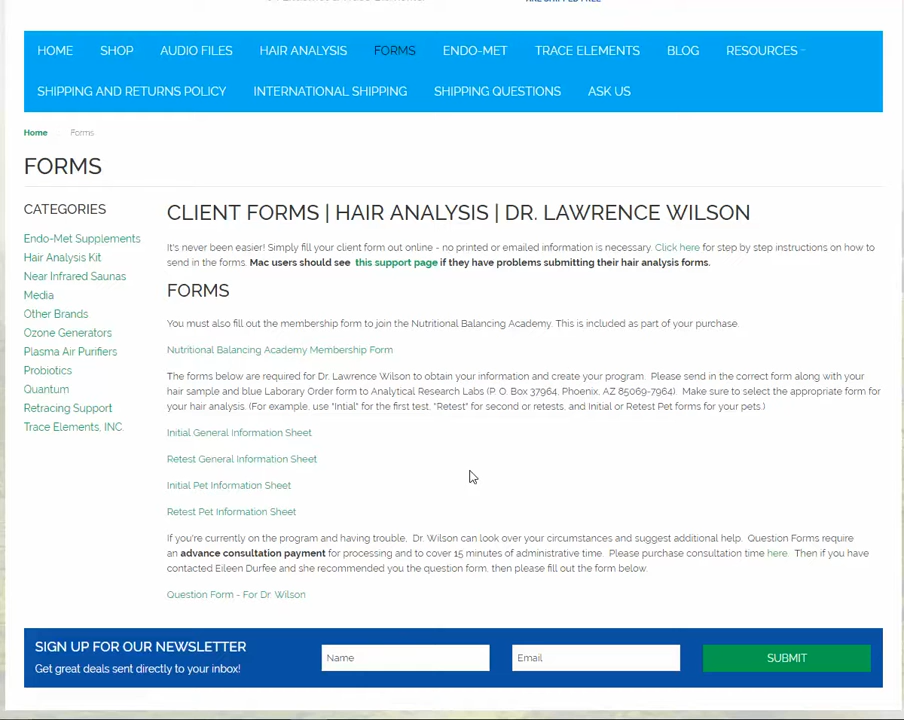 HOME SHOP AUDIO FILES HAIR ANALYSIS FORMS ENDO-MET TRACE ELEMENTS BLOG RESOURCES
SHIPPING AND RETURNS POLICY INTERNATIONAL SHIPPING SHIPPING QUESTIONS ASK US
Home Forms
FORMS
CATEGORIES
Endo-Met Supplements
Hair Analysis Kit
Near Infrared Saunas
Media
Other Brands
Ozone Generators
Plasma Air Purifiers
Probiotics
Quantum
Retracing Support
Trace Elements, INC.
CLIENT FORMS | HAIR ANALYSIS | DR. LAWRENCE WILSON
It's never been easier! Simply fill your client form out online - no printed or emailed information is necessary. Click here for step by step instructions on how to
send in the forms. Mac users should see this support page if they have problems submitting their hair analysis forms.
FORMS
You must also fill out the membership form to join the Nutritional Balancing Academy. This is included as part of your purchase.
Nutritional Balancing Academy Membership Form
The forms below are required for Dr. Lawrence Wilson to obtain your information and create your program. Please send in the correct form along with your
hair sample and blue Laborary Order form to Analytical Research Labs (P. O. Box 37964, Phoenix, AZ 85069-7964). Make sure to select the appropriate form for
your hair analysis. (For example, use "Intial" for the first test, "Retest" for second or retests, and Initial or Retest Pet forms for your pets.)
Initial General Information Sheet
Retest General Information Sheet
Initial Pet Information Sheet
Retest Pet Information Sheet
If you're currently on the program and having trouble, Dr. Wilson can look over your circumstances and suggest additional help. Question Forms require
an advance consultation payment for processing and to cover 15 minutes of administrative time. Please purchase consultation time here. Then if you have
contacted Eileen Durfee and she recommended you the question form, then please fill out the form below.
Question Form - For Dr. Wilson
SIGN UP FOR OUR NEWSLETTER
Get great deals sent directly to your inbox!
Name Email SUBMIT